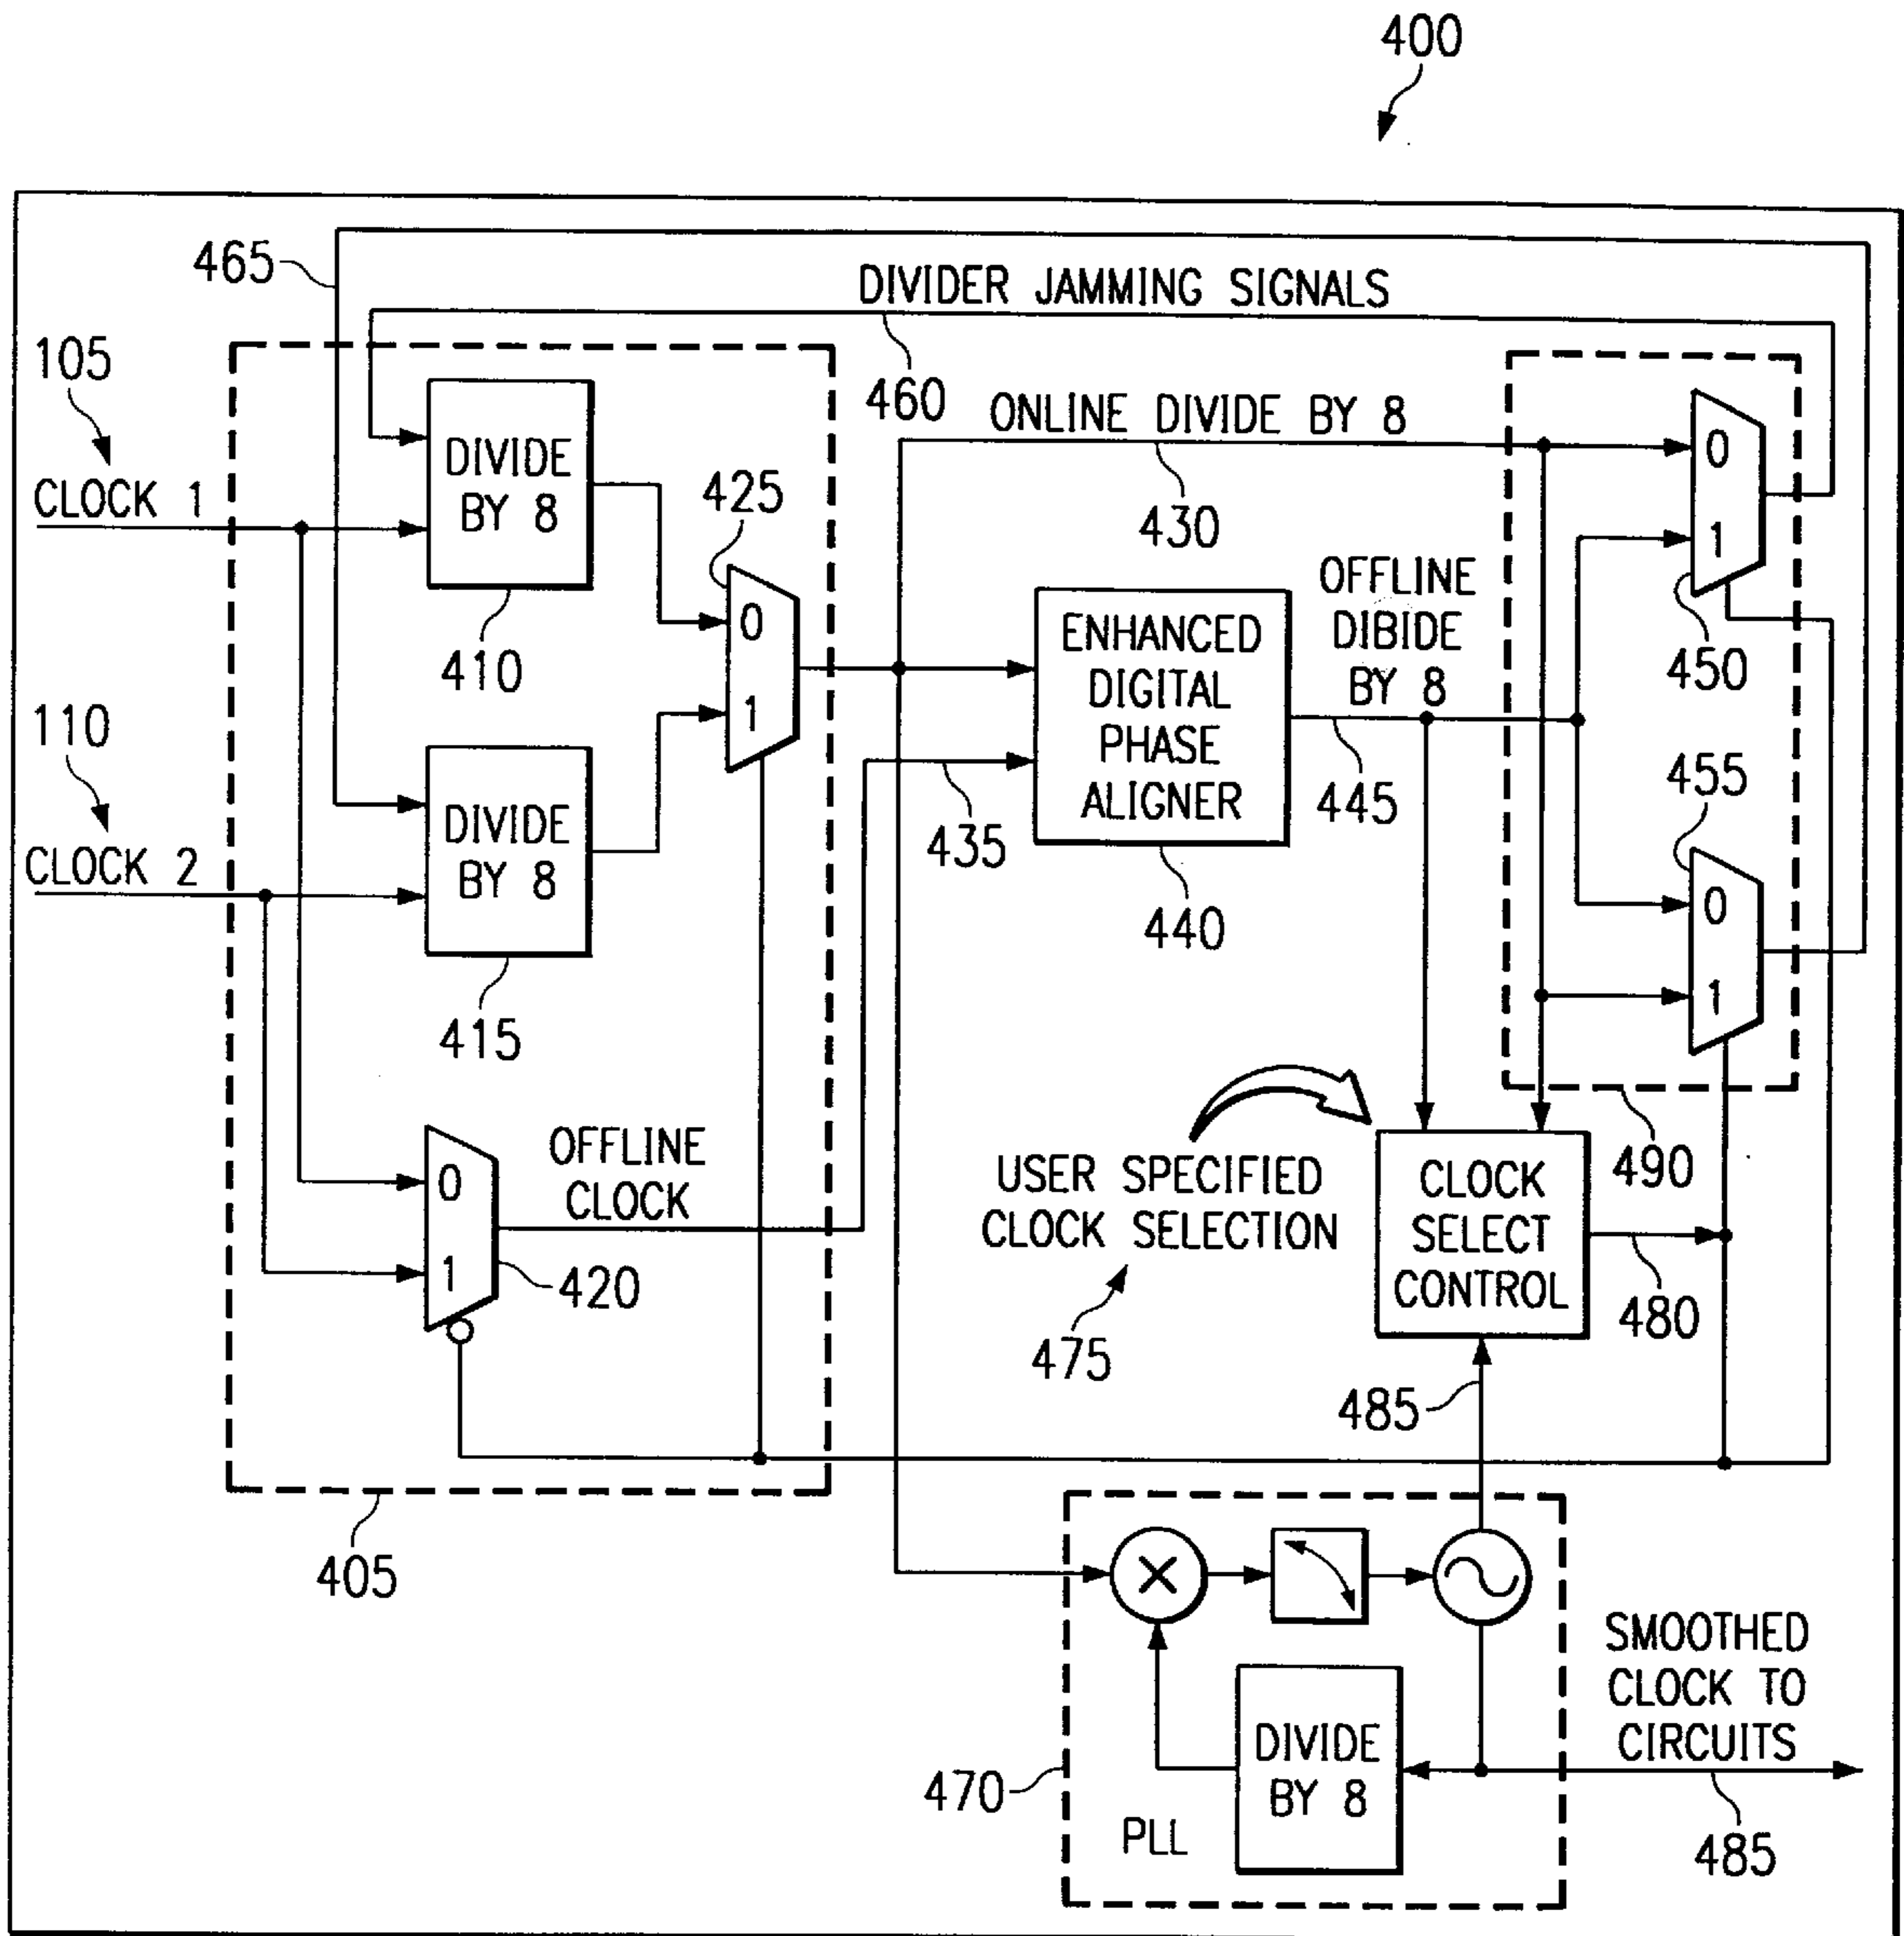 400
465
DIVIDER JAMMING SIGNALS
105
460
ONLINE DIVIDE BY 8
CLOCK 1
DIVIDE
BY 8
425
430
0
1
410
0
1
OFFLINE
DIBIDE
BY 8
450
110
ENHANCED
DIGITAL
PHASE
ALIGNER
445
CLOCK 2
DIVIDE
BY 8
435
440
455
0
1
415
OFFLINE
CLOCK
0
1
420
USER SPECIFIED
CLOCK SELECTION
475
CLOCK
SELECT
CONTROL
490
480
485
405
SMOOTHED
CLOCK TO
CIRCUITS
470
PLL
DIVIDE
BY 8
485